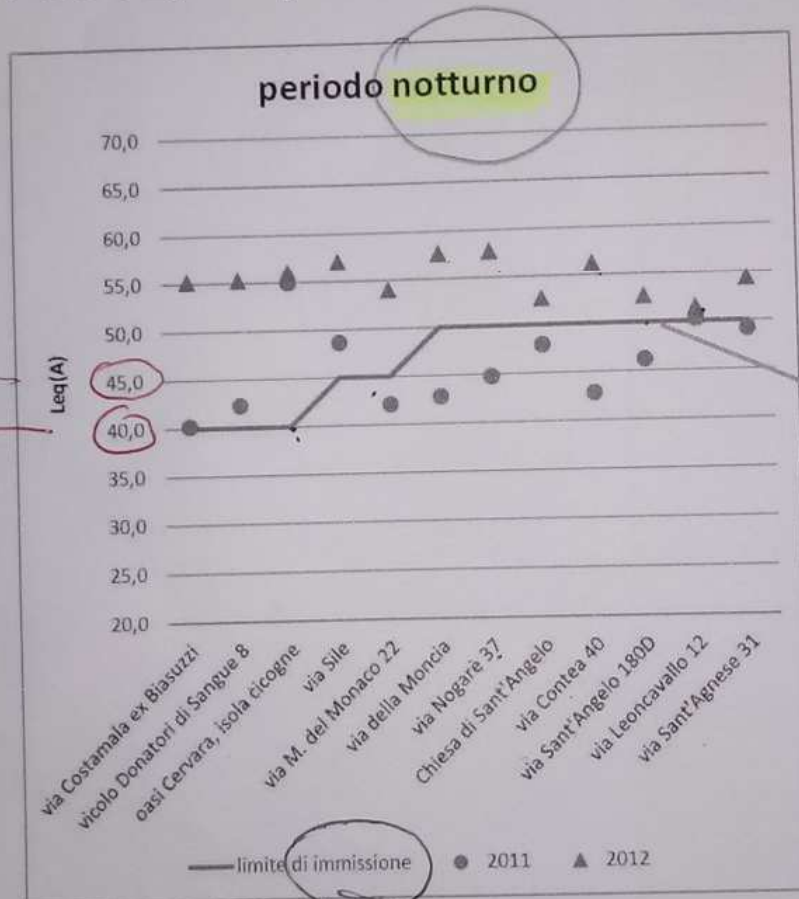 periodo notturno
70,0
65,0
60,0
55,0
50,0
45,0
40,0
35,0
30,0
25,0
20,0
Leq(A)
via Costamala ex Biasuzzi
vicolo Donatori di Sangue 8
oasi Cervara, isola cicogne
via Sile
via M. del Monaco 22
via della Moncia
via Nogarè 37
Chiesa di Sant'Angelo
via Contea 40
via Sant'Angelo 180D
via Leoncavallo 12
via Sant'Agnese 31
limite di immissione 2011 2012